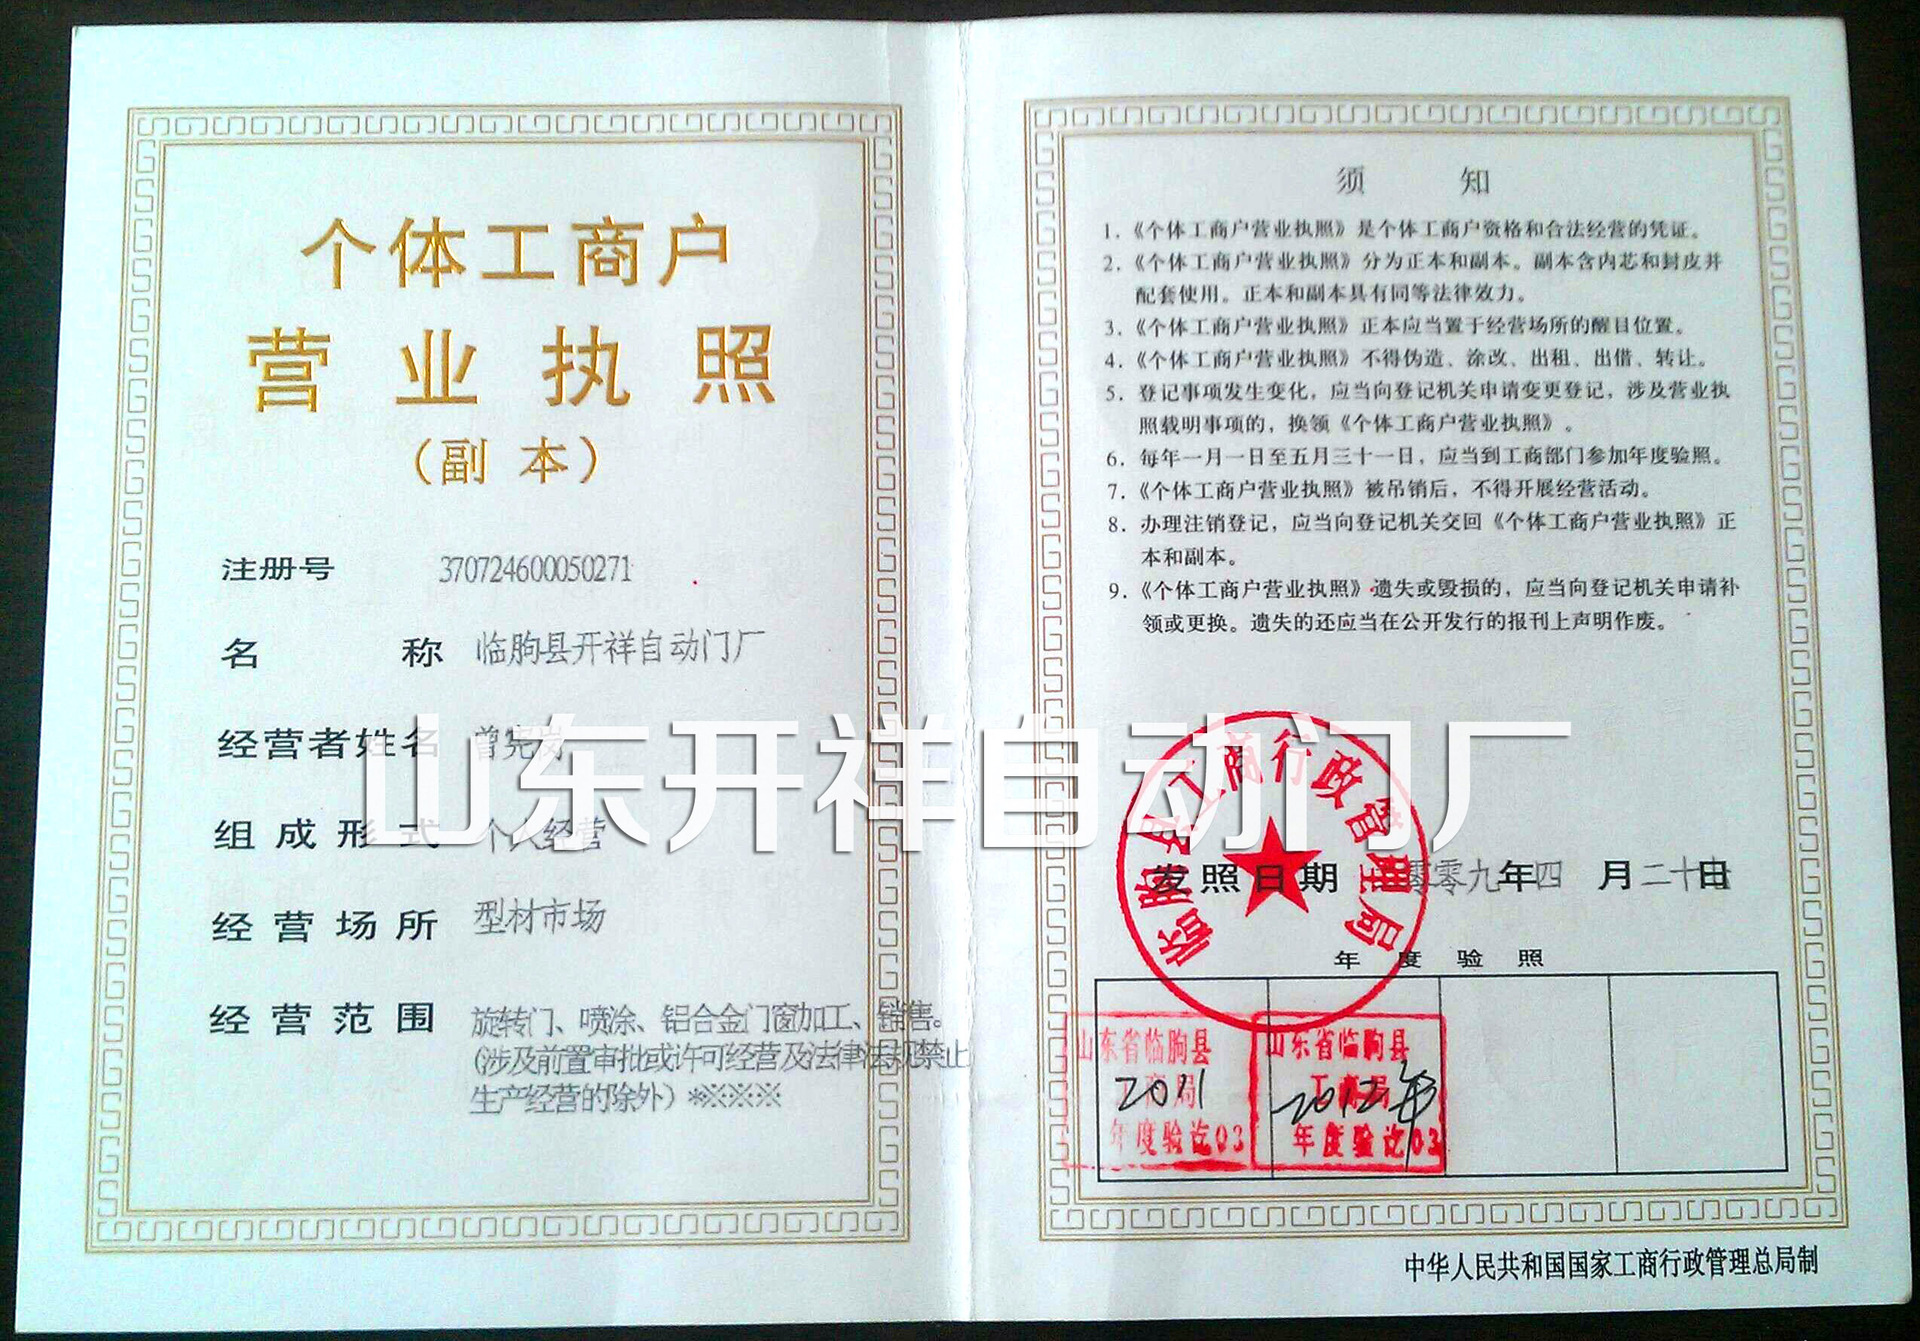 个体工商户
营业执照
（副 本）
注册号 370724600050271
名 称 临朐县开祥自动门厂
经营者姓名 曾宪岗
组成形式 个人经营
经营场所 型材市场
经营范围 旋转门、喷涂、铝合金门窗加工、销售。
（涉及前置审批或许可经营及法律法规禁止
生产经营的除外）*※※※
山东开祥自动门厂
须 知
1．《个体工商户营业执照》是个体工商户资格和合法经营的凭证。
2．《个体工商户营业执照》分为正本和副本。副本含内芯和封皮并
配套使用。正本和副本具有同等法律效力。
3．《个体工商户营业执照》正本应当置于经营场所的醒目位置。
4．《个体工商户营业执照》不得伪造、涂改、出租、出借、转让。
5．登记事项发生变化，应当向登记机关申请变更登记，涉及营业执
照载明事项的，换领《个体工商户营业执照》。
6．每年一月一日至五月三十一日，应当到工商部门参加年度验照。
7．《个体工商户营业执照》被吊销后，不得开展经营活动。
8．办理注销登记，应当向登记机关交回《个体工商户营业执照》正
本和副本。
9．《个体工商户营业执照》遗失或毁损的，应当向登记机关申请补
领或更换。遗失的还应当在公开发行的报刊上声明作废。
临朐县工商行政管理局
发照日期 零零九年四月二十日
年度验照
山东省临朐县
工商局
2011
年度验讫03
山东省临朐县
工商局
2012年
年度验讫03
中华人民共和国国家工商行政管理总局制